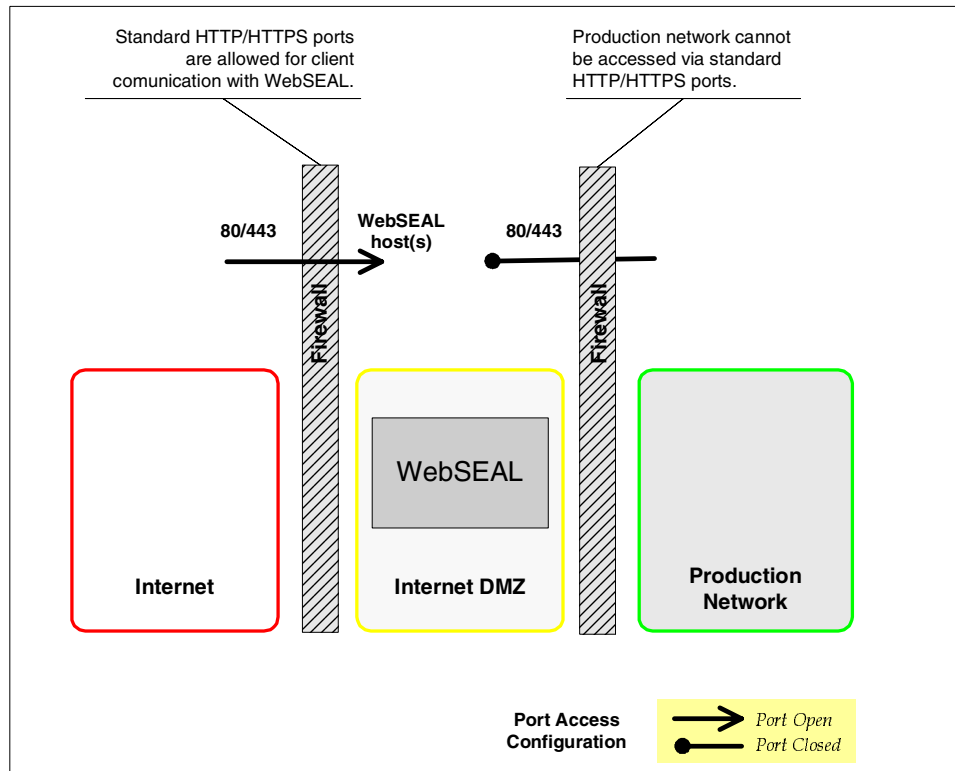 Standard HTTP/HTTPS ports
are allowed for client
comunication with WebSEAL.
Production network cannot
be accessed via standard
HTTP/HTTPS ports.
80/443
WebSEAL
host(s)
80/443
Firewall
Firewall
WebSEAL
Internet
Internet DMZ
Production
Network
Port Access
Configuration
Port Open
Port Closed